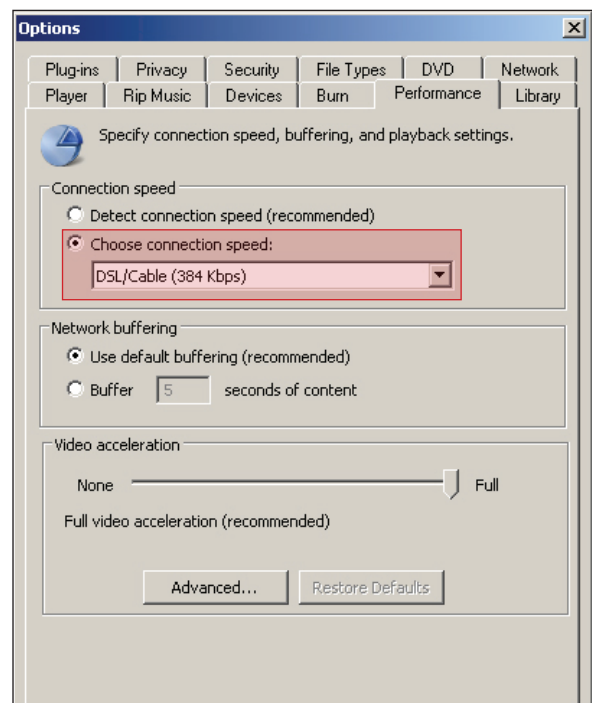 Options
Plug-ins Privacy Security File Types DVD Network
Player Rip Music Devices Burn Performance Library
Specify connection speed, buffering, and playback settings.
Connection speed
Detect connection speed (recommended)
Choose connection speed:
DSL/Cable (384 Kbps)
Network buffering
Use default buffering (recommended)
Buffer 5 seconds of content
Video acceleration
None Full
Full video acceleration (recommended)
Advanced... Restore Defaults